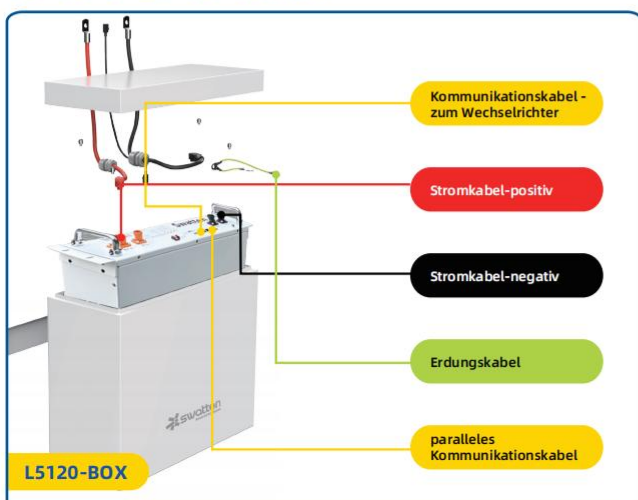 Kommunikationskabel -
zum Wechselrichter
Stromkabel-positiv
Stromkabel-negativ
Erdungskabel
paralleles
Kommunikationskabel
swatten
L5120-BOX